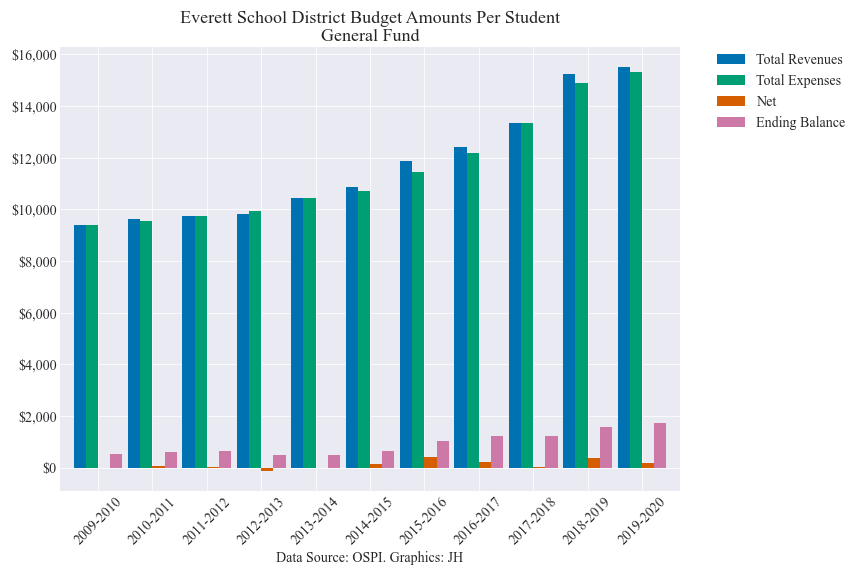 Everett School District Budget Amounts Per Student
General Fund
$16,000
$14,000
$12,000
$10,000
$8,000
$6,000
$4,000
$2,000
$0
Total Revenues
Total Expenses
Net
Ending Balance
2009-2010
2010-2011
2011-2012
2012-2013
2013-2014
2014-2015
2015-2016
2016-2017
2017-2018
2018-2019
2019-2020
Data Source: OSPI. Graphics: JH